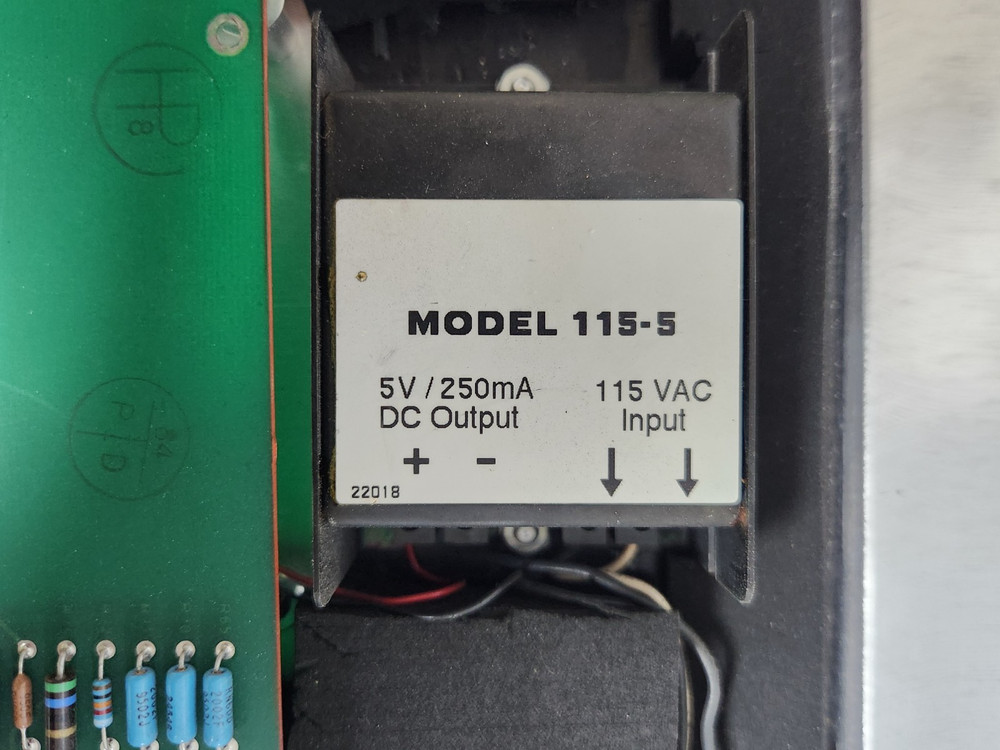 MODEL 115-5
5V / 250mA
DC Output
+ -
115 VAC
Input
22018